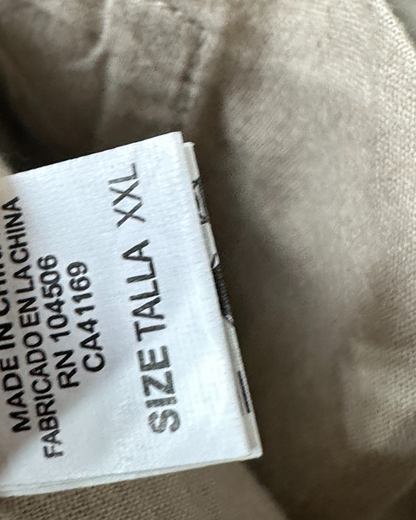 MADE IN CHINA
FABRICADO EN LA CHINA
RN 104506
CA41169
SIZE TALLA XXL